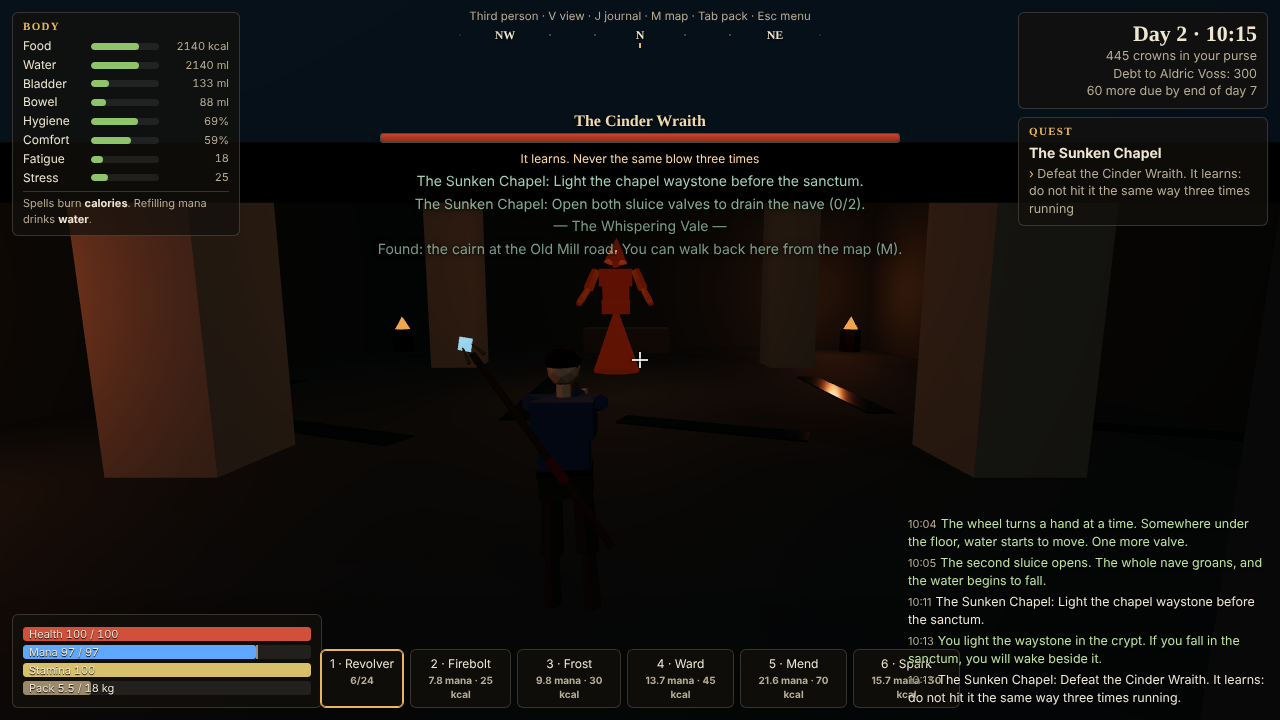 BODY
Food 2140 kcal
Water 2140 ml
Bladder 133 ml
Bowel 88 ml
Hygiene 69%
Comfort 59%
Fatigue 18
Stress 25
Spells burn calories. Refilling mana
drinks water.
Third person · V view · J journal · M map · Tab pack · Esc menu
NW N NE
The Cinder Wraith
It learns. Never the same blow three times
The Sunken Chapel: Light the chapel waystone before the sanctum.
The Sunken Chapel: Open both sluice valves to drain the nave (0/2).
— The Whispering Vale —
Found: the cairn at the Old Mill road. You can walk back here from the map (M).
Day 2 · 10:15
445 crowns in your purse
Debt to Aldric Voss: 300
60 more due by end of day 7
QUEST
The Sunken Chapel
› Defeat the Cinder Wraith. It learns:
do not hit it the same way three times
running
10:04 The wheel turns a hand at a time. Somewhere under
the floor, water starts to move. One more valve.
10:05 The second sluice opens. The whole nave groans, and
the water begins to fall.
10:11 The Sunken Chapel: Light the chapel waystone before
the sanctum.
10:13 You light the waystone in the crypt. If you fall in the
sanctum, you will wake beside it.
10:13 The Sunken Chapel: Defeat the Cinder Wraith. It learns:
do not hit it the same way three times running.
Health 100 / 100
Mana 97 / 97
Stamina 100
Pack 5.5 / 18 kg
1 · Revolver
6/24
2 · Firebolt
7.8 mana · 25
kcal
3 · Frost
9.8 mana · 30
kcal
4 · Ward
13.7 mana · 45
kcal
5 · Mend
21.6 mana · 70
kcal
6 · Spark
15.7 mana
kcal